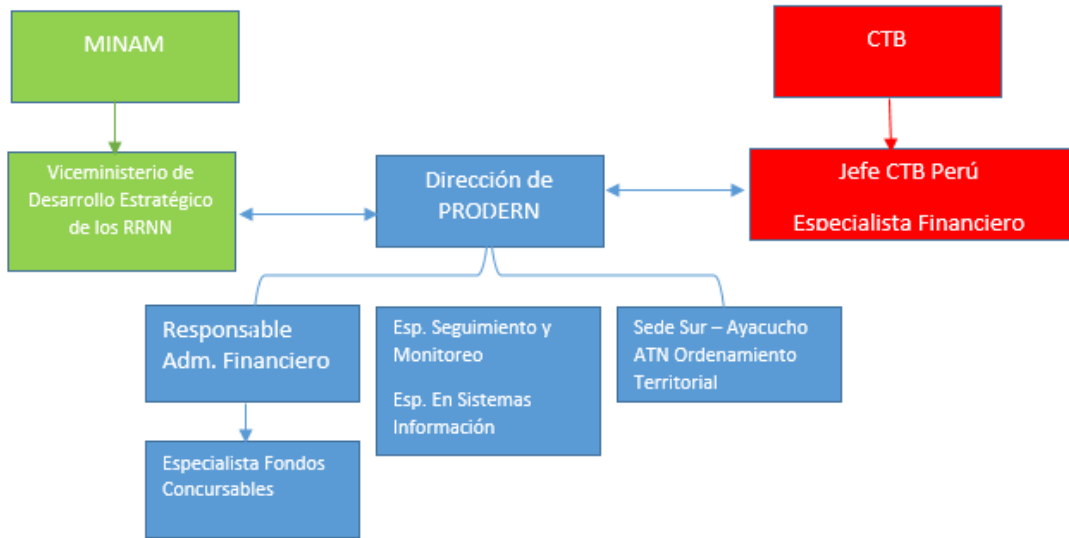 MINAM
CTB
Viceministerio de
Desarrollo Estratégico
de los RRNN
Dirección de
PRODERN
Jefe CTB Perú
Especialista Financiero
Responsable
Adm. Financiero
Esp. Seguimiento y
Monitoreo
Esp. En Sistemas
Información
Sede Sur – Ayacucho
ATN Ordenamiento
Territorial
Especialista Fondos
Concursables